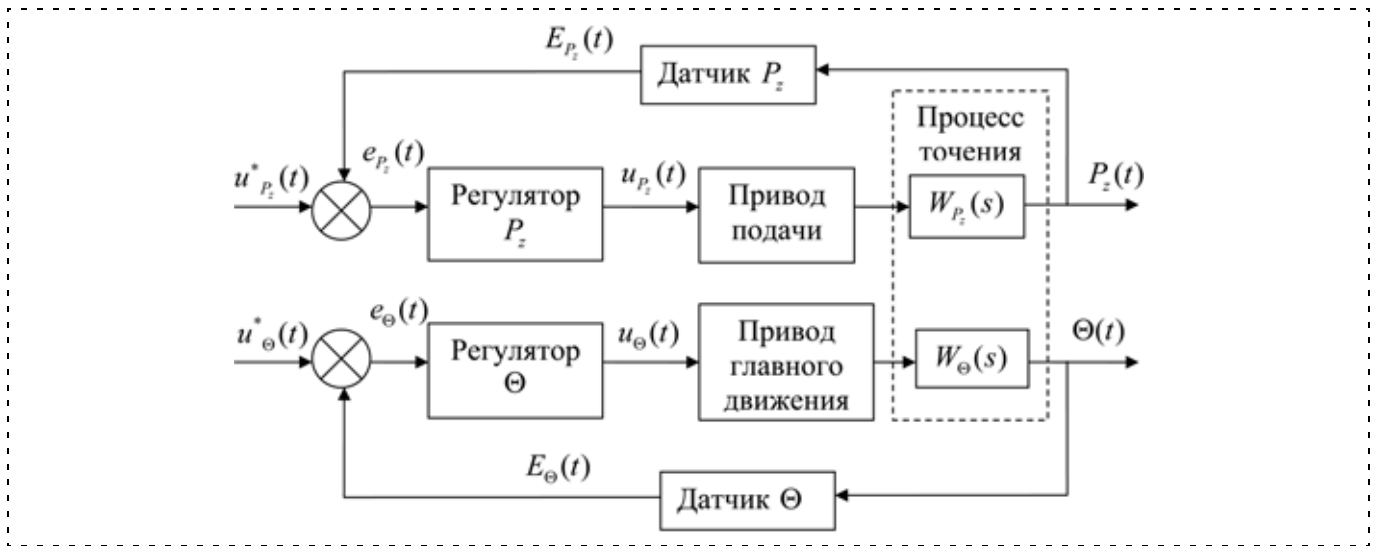 E_{P_z}(t)
Датчик P_z
Процесс
точения
u^*_{P_z}(t)
e_{P_z}(t)
Регулятор
P_z
u_{P_z}(t)
Привод
подачи
W_{P_z}(s)
P_z(t)
u^*_Θ(t)
e_Θ(t)
Регулятор
Θ
u_Θ(t)
Привод
главного
движения
W_Θ(s)
Θ(t)
E_Θ(t)
Датчик Θ